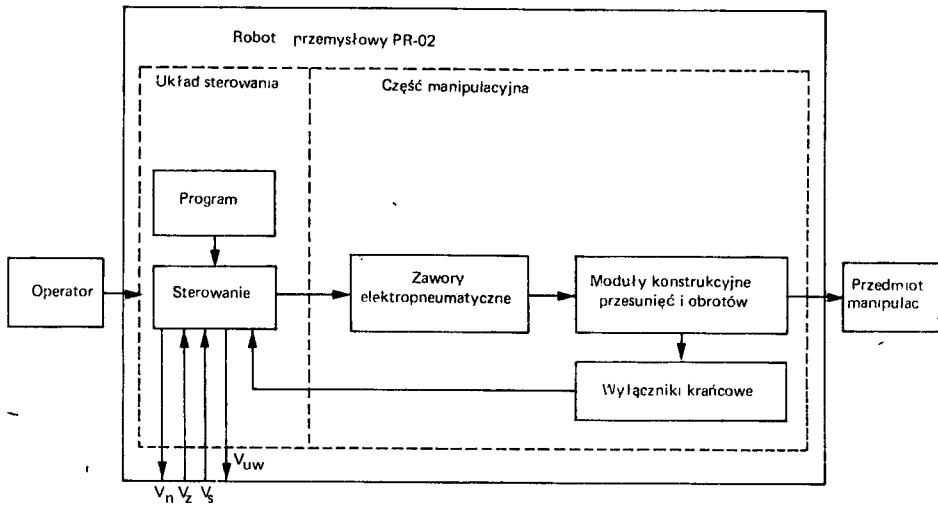 Robot przemysłowy PR-02
Układ sterowania
Część manipulacyjna
Program
Operator
Sterowanie
Zawory
elektropneumatyczne
Moduły konstrukcyjne
przesunięć i obrotów
Przedmiot
manipulac
Wyłączniki krańcowe
Vuw
Vn Vz Vs